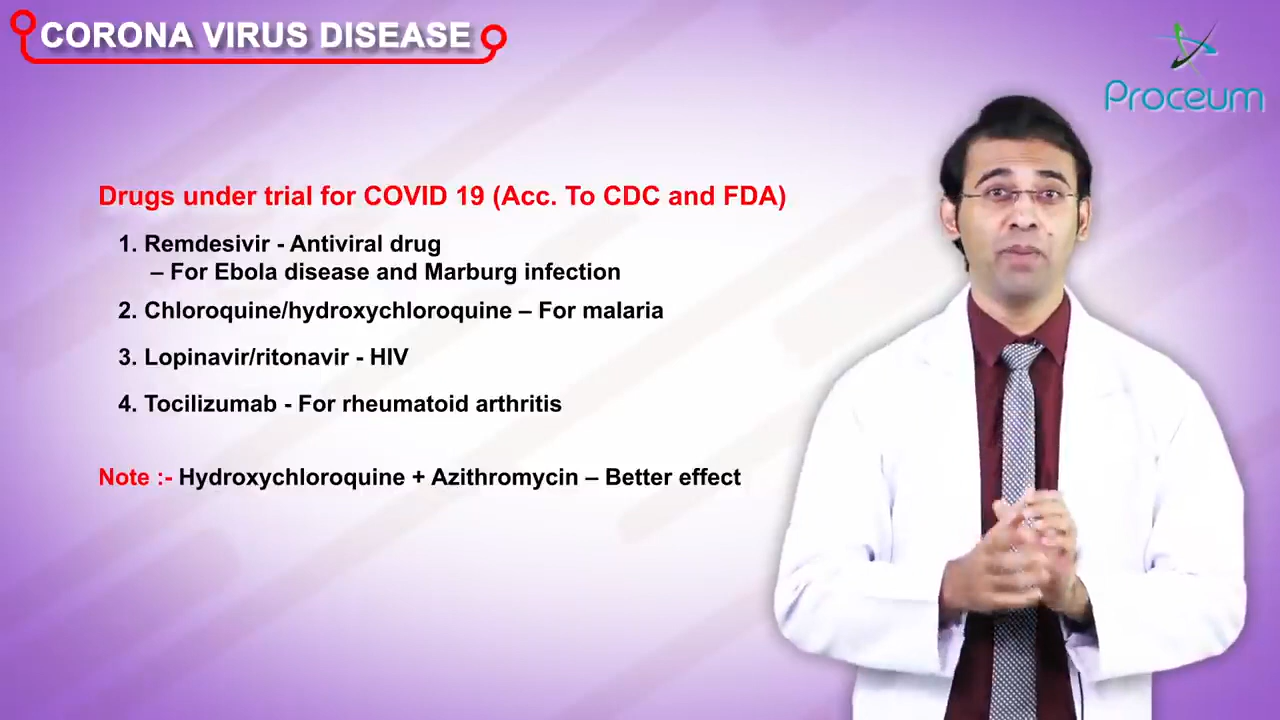 CORONA VIRUS DISEASE
Proceum
Drugs under trial for COVID 19 (Acc. To CDC and FDA)
1. Remdesivir - Antiviral drug
– For Ebola disease and Marburg infection
2. Chloroquine/hydroxychloroquine – For malaria
3. Lopinavir/ritonavir - HIV
4. Tocilizumab - For rheumatoid arthritis
Note :- Hydroxychloroquine + Azithromycin – Better effect